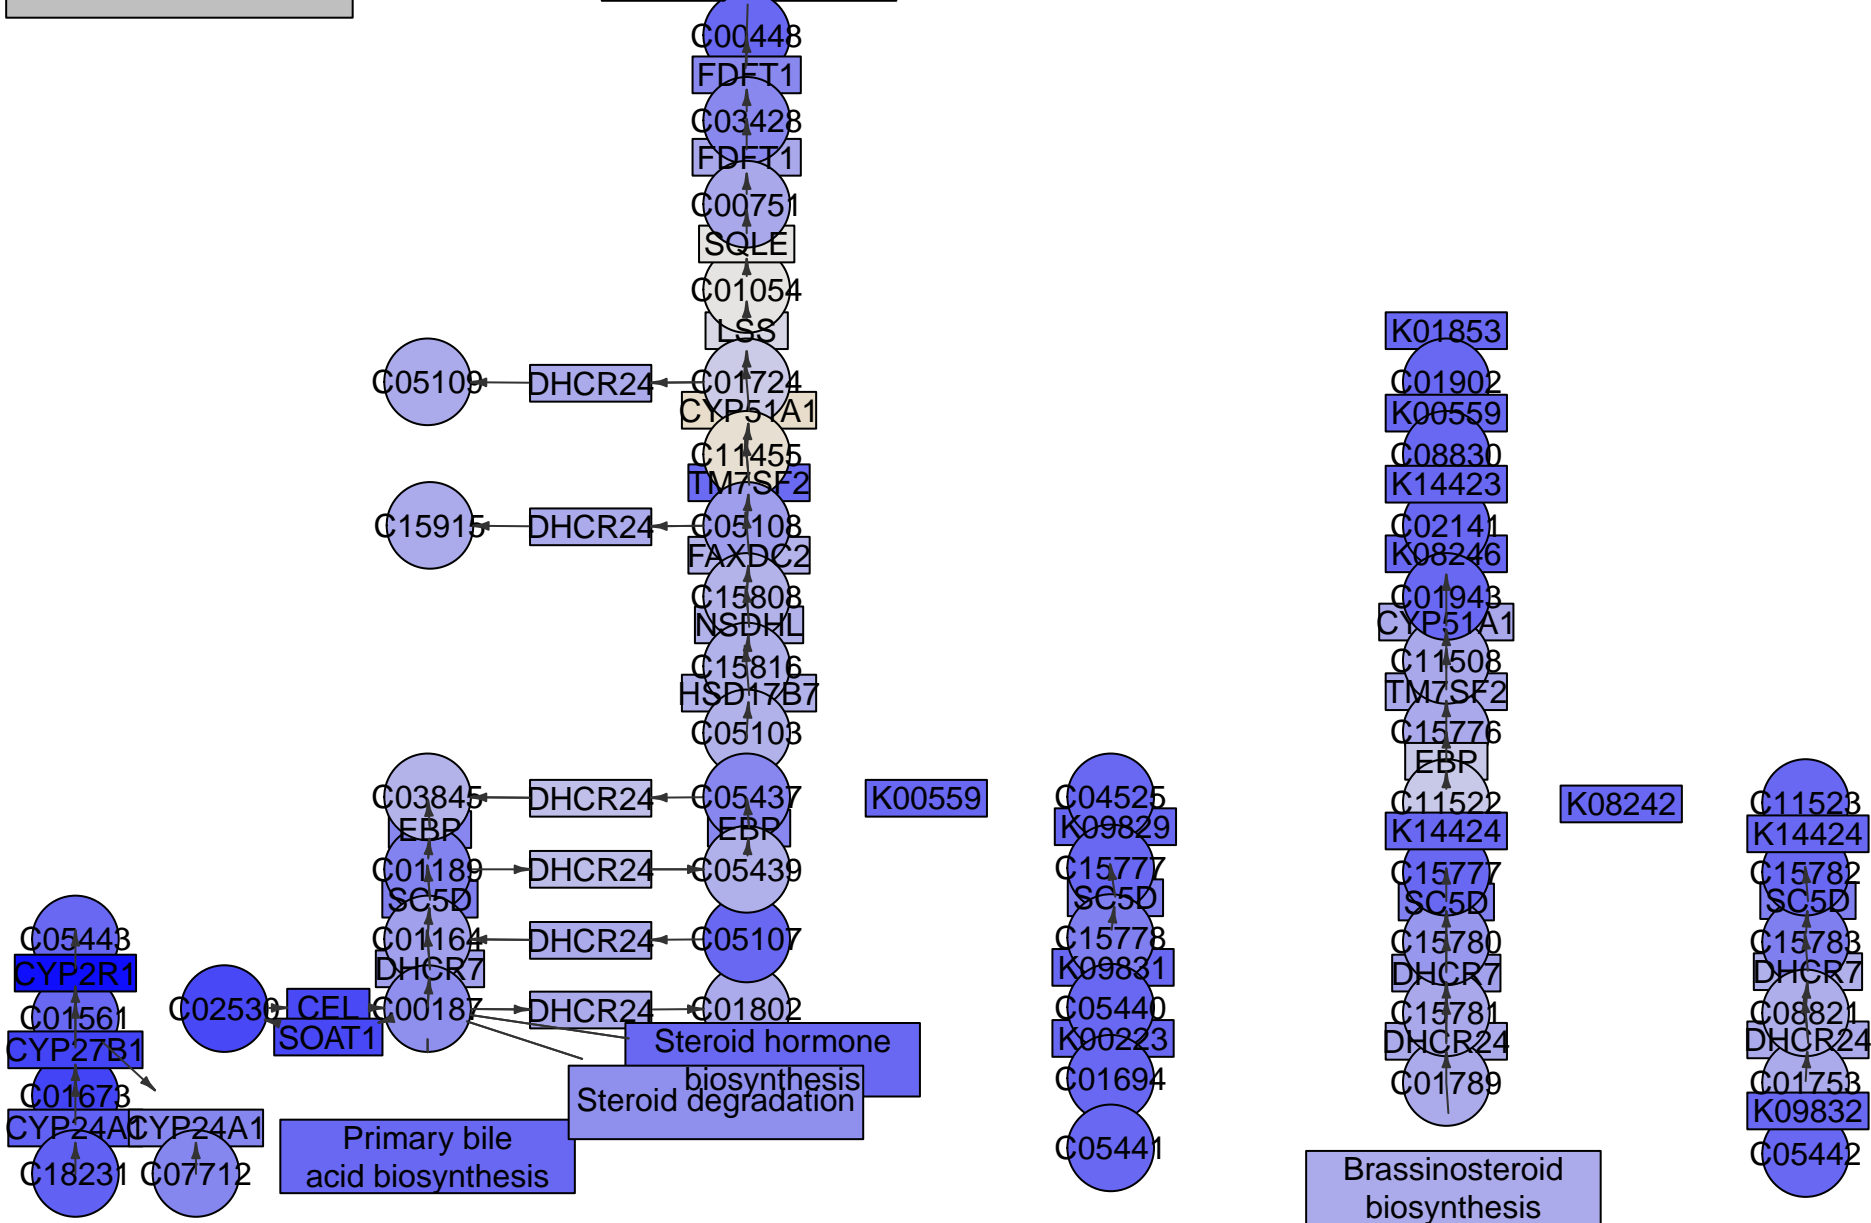 C00448
FDFT1
C03428
FDFT1
C00751
SQLE
C01054
LSS
C05109
DHCR24
C01724
CYP51A1
C11455
TM7SF2
C15915
DHCR24
C05108
FAXDC2
C15808
NSDHL
C15816
HSD17B7
C05103
C03845
DHCR24
C05437
EBP
EBP
C01189
DHCR24
C05439
SC5D
C01164
DHCR24
C05107
DHCR7
C02530
CEL
SOAT1
C00187
DHCR24
C01802
Steroid hormone
biosynthesis
Steroid degradation
Primary bile
acid biosynthesis
C05443
CYP2R1
C01561
CYP27B1
C01673
CYP24A1
CYP24A1
C18231
C07712
K00559
C04525
K09829
C15777
SC5D
C15778
K09831
C05440
K00223
C01694
C05441
K01853
C01902
K00559
C08830
K14423
C02141
K08246
C01943
CYP51A1
C11508
TM7SF2
C15776
EBP
C11522
K14424
C15777
SC5D
C15780
DHCR7
C15781
DHCR24
C01789
Brassinosteroid
biosynthesis
K08242
C11523
K14424
C15782
SC5D
C15783
DHCR7
C08821
DHCR24
C01753
K09832
C05442